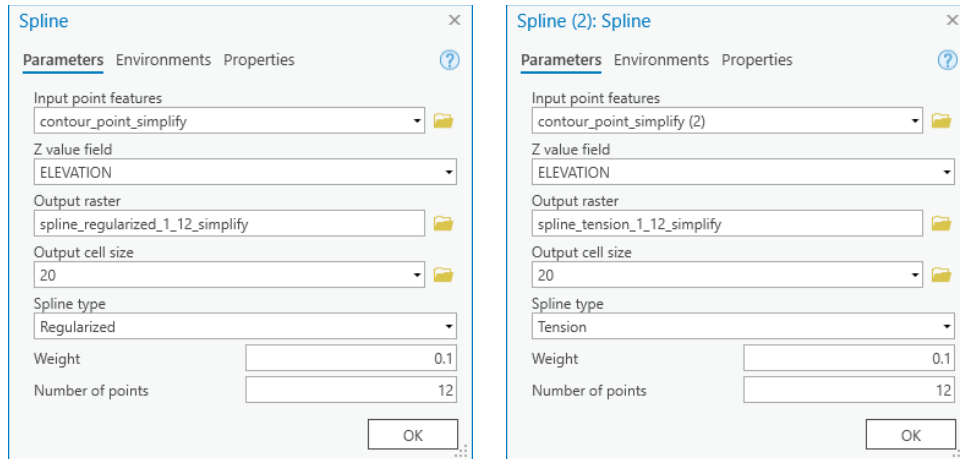 Spline
Parameters Environments Properties
Input point features
contour_point_simplify
Z value field
ELEVATION
Output raster
spline_regularized_1_12_simplify
Output cell size
20
Spline type
Regularized
Weight 0.1
Number of points 12
OK
Spline (2): Spline
Parameters Environments Properties
Input point features
contour_point_simplify (2)
Z value field
ELEVATION
Output raster
spline_tension_1_12_simplify
Output cell size
20
Spline type
Tension
Weight 0.1
Number of points 12
OK